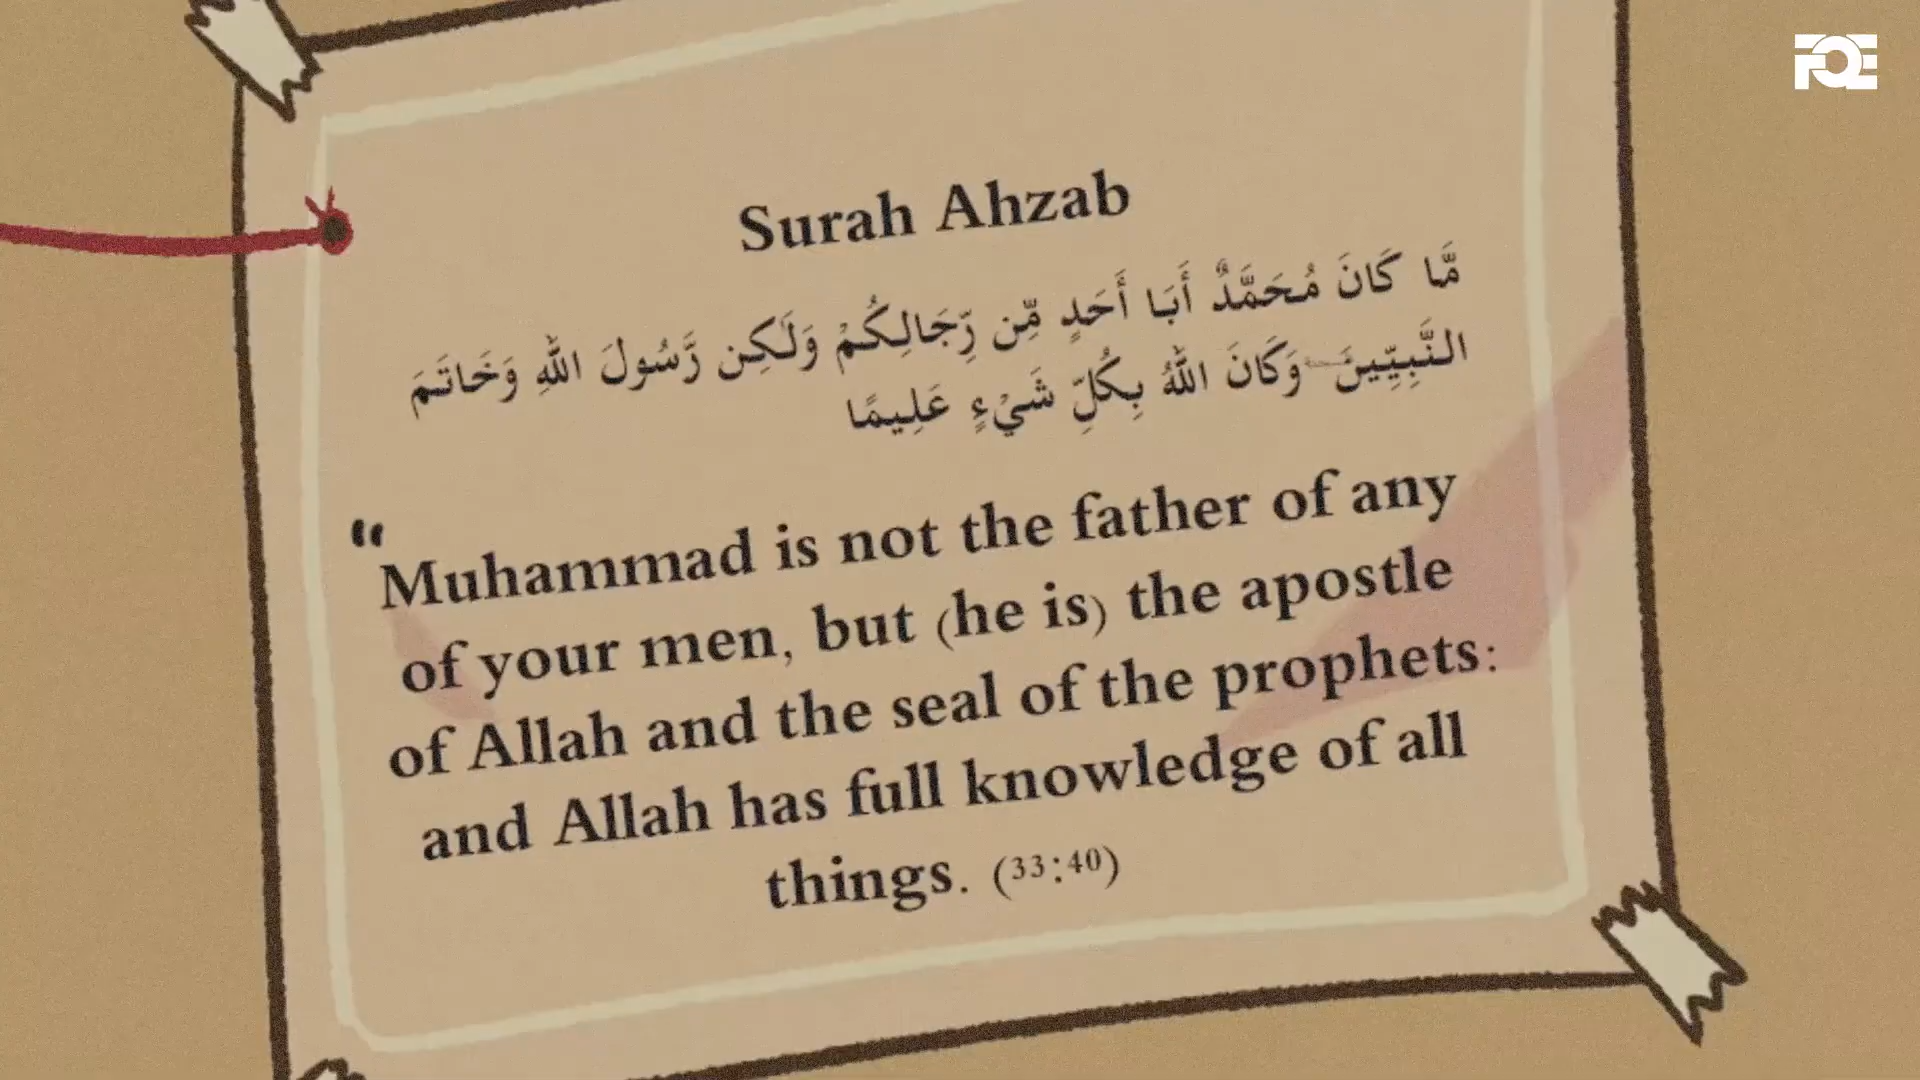 FOE
Surah Ahzab
مَّا كَانَ مُحَمَّدٌ أَبَا أَحَدٍ مِّن رِّجَالِكُمْ وَلَٰكِن رَّسُولَ اللَّهِ وَخَاتَمَ
النَّبِيِّينَ وَكَانَ اللَّهُ بِكُلِّ شَيْءٍ عَلِيمًا
“Muhammad is not the father of any
of your men, but (he is) the apostle
of Allah and the seal of the prophets:
and Allah has full knowledge of all
things. (33:40)